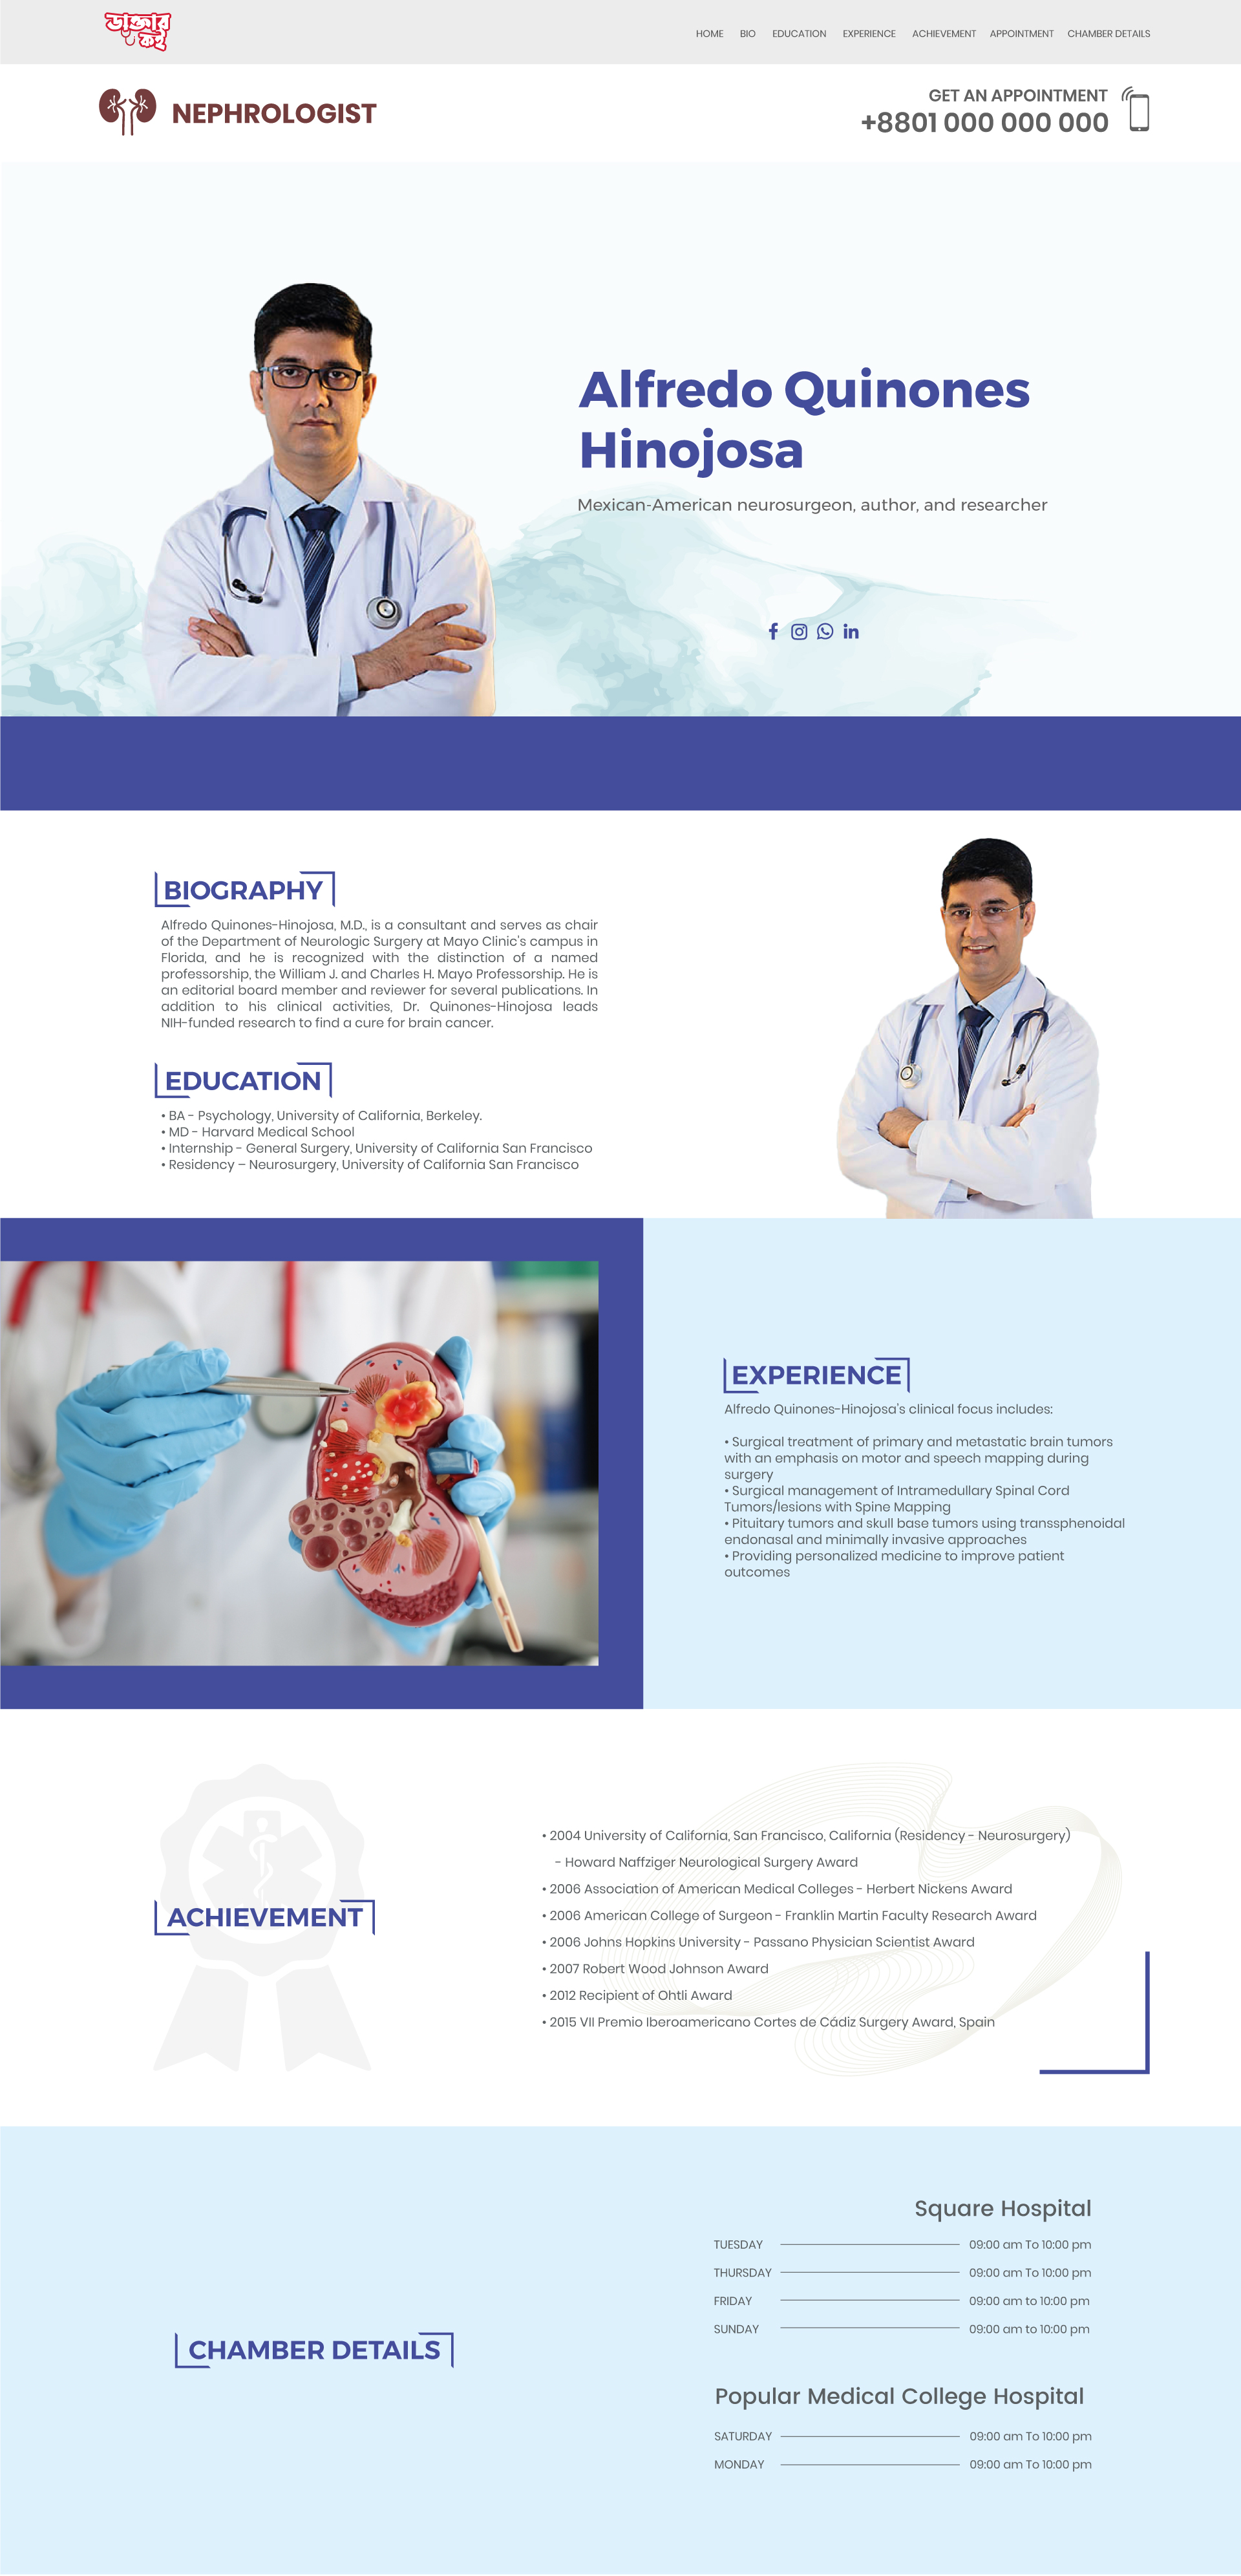 ডাক্তার
কই
HOME BIO EDUCATION EXPERIENCE ACHIEVEMENT APPOINTMENT CHAMBER DETAILS
NEPHROLOGIST
GET AN APPOINTMENT
+8801 000 000 000
Alfredo Quinones
Hinojosa
Mexican-American neurosurgeon, author, and researcher
BIOGRAPHY
Alfredo Quinones-Hinojosa, M.D., is a consultant and serves as chair
of the Department of Neurologic Surgery at Mayo Clinic's campus in
Florida, and he is recognized with the distinction of a named
professorship, the William J. and Charles H. Mayo Professorship. He is
an editorial board member and reviewer for several publications. In
addition to his clinical activities, Dr. Quinones-Hinojosa leads
NIH-funded research to find a cure for brain cancer.
EDUCATION
• BA - Psychology, University of California, Berkeley.
• MD - Harvard Medical School
• Internship - General Surgery, University of California San Francisco
• Residency – Neurosurgery, University of California San Francisco
EXPERIENCE
Alfredo Quinones-Hinojosa's clinical focus includes:
• Surgical treatment of primary and metastatic brain tumors
with an emphasis on motor and speech mapping during
surgery
• Surgical management of Intramedullary Spinal Cord
Tumors/lesions with Spine Mapping
• Pituitary tumors and skull base tumors using transsphenoidal
endonasal and minimally invasive approaches
• Providing personalized medicine to improve patient
outcomes
ACHIEVEMENT
• 2004 University of California, San Francisco, California (Residency - Neurosurgery)
- Howard Naffziger Neurological Surgery Award
• 2006 Association of American Medical Colleges - Herbert Nickens Award
• 2006 American College of Surgeon - Franklin Martin Faculty Research Award
• 2006 Johns Hopkins University - Passano Physician Scientist Award
• 2007 Robert Wood Johnson Award
• 2012 Recipient of Ohtli Award
• 2015 VII Premio Iberoamericano Cortes de Cádiz Surgery Award, Spain
CHAMBER DETAILS
Square Hospital
TUESDAY 09:00 am To 10:00 pm
THURSDAY 09:00 am To 10:00 pm
FRIDAY 09:00 am to 10:00 pm
SUNDAY 09:00 am to 10:00 pm
Popular Medical College Hospital
SATURDAY 09:00 am To 10:00 pm
MONDAY 09:00 am To 10:00 pm